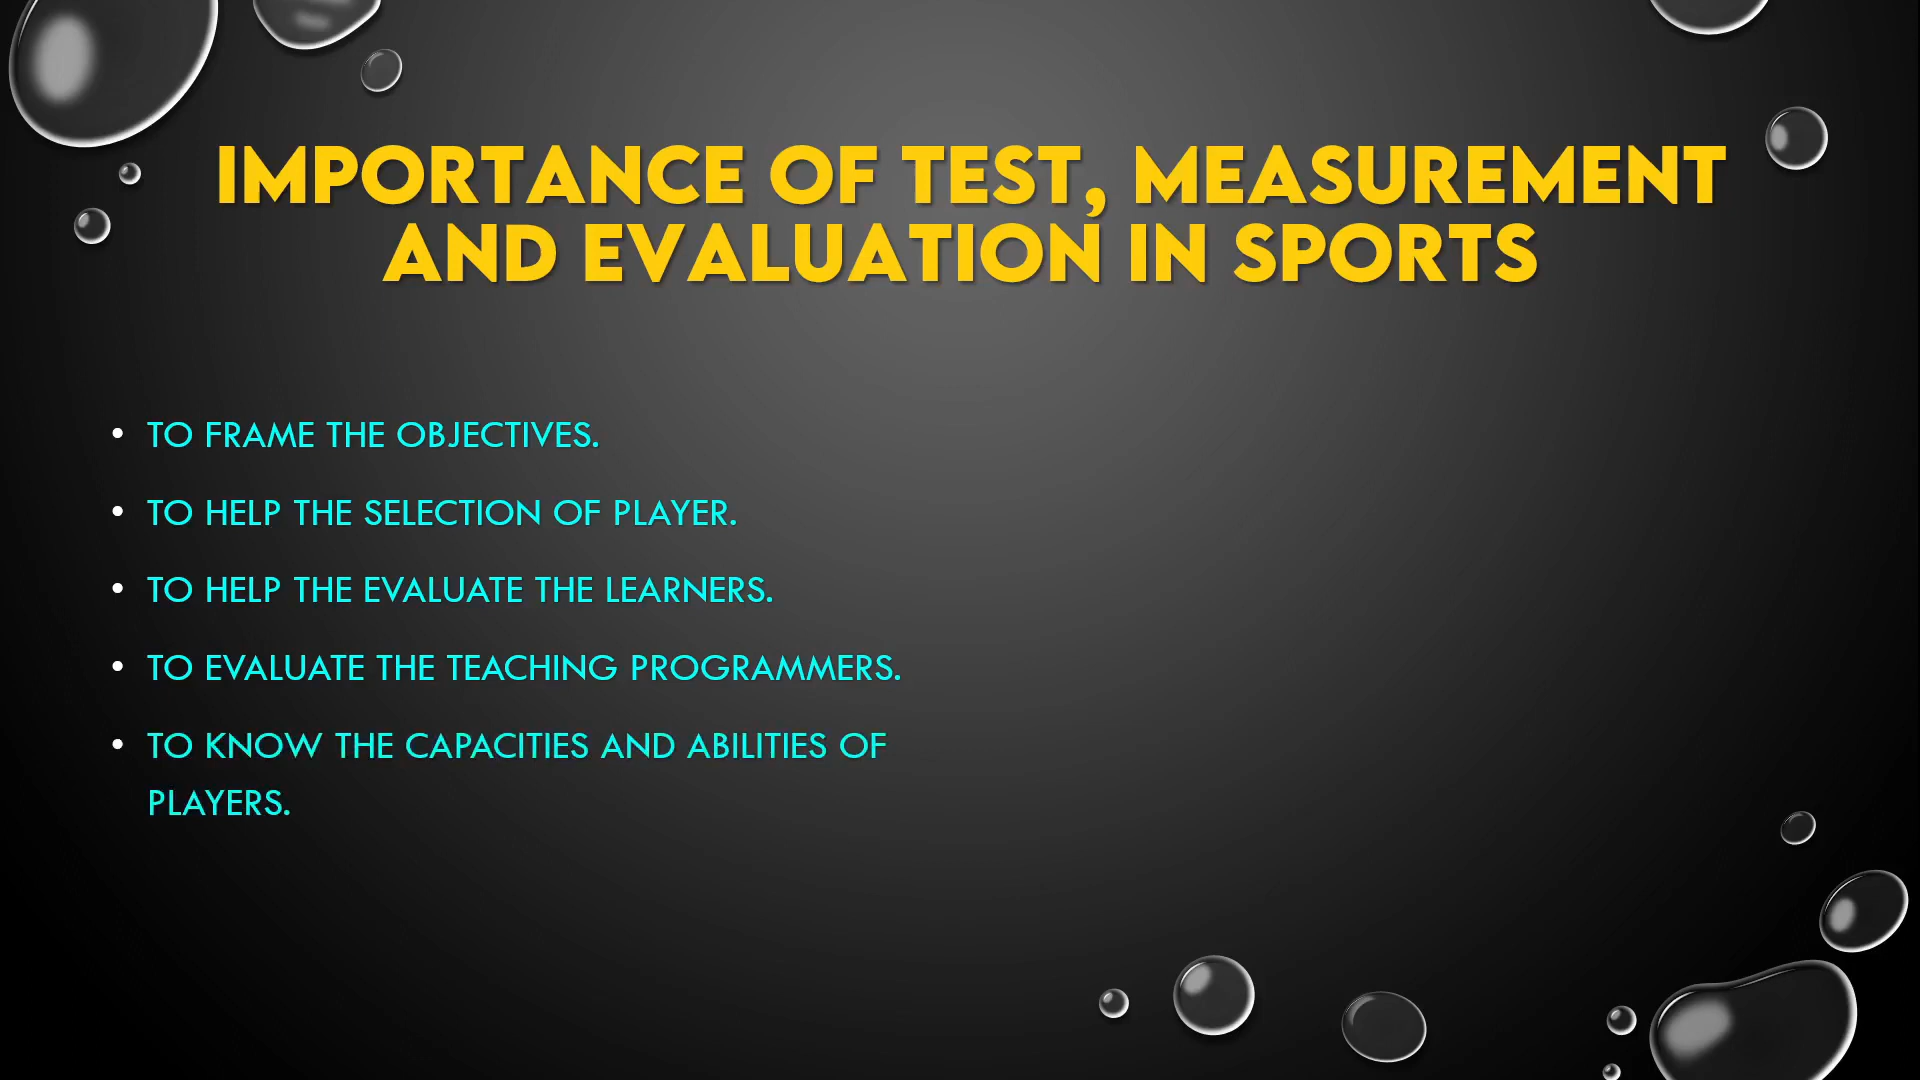 IMPORTANCE OF TEST, MEASUREMENT
AND EVALUATION IN SPORTS
• TO FRAME THE OBJECTIVES.
• TO HELP THE SELECTION OF PLAYER.
• TO HELP THE EVALUATE THE LEARNERS.
• TO EVALUATE THE TEACHING PROGRAMMERS.
• TO KNOW THE CAPACITIES AND ABILITIES OF
PLAYERS.